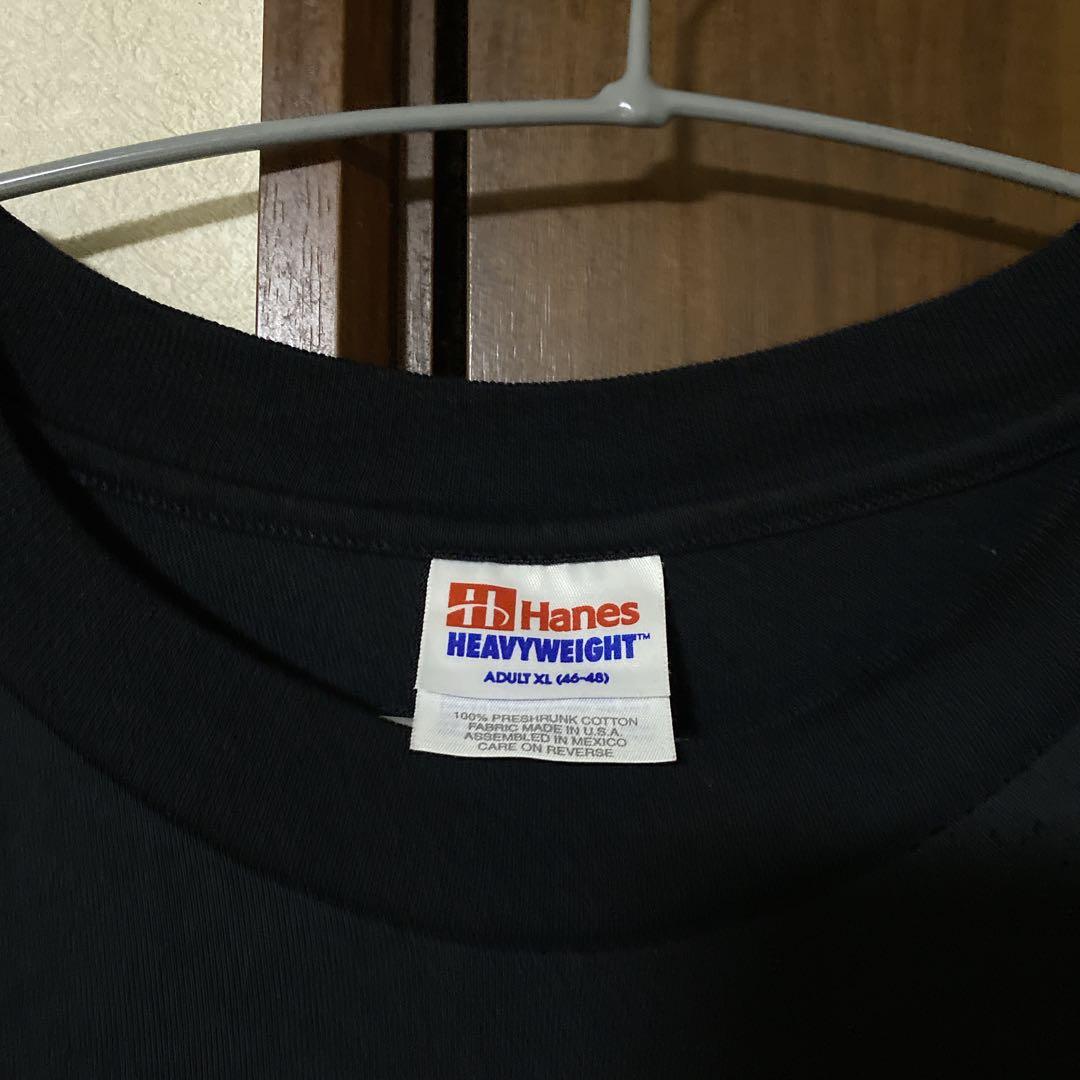 Hanes
HEAVYWEIGHT™
ADULT XL (46-48)
100% PRESHRUNK COTTON
FABRIC MADE IN U.S.A.
ASSEMBLED IN MEXICO
CARE ON REVERSE